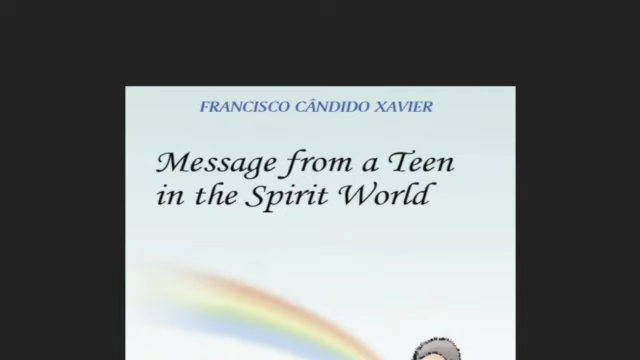 FRANCISCO CÂNDIDO XAVIER
Message from a Teen
in the Spirit World